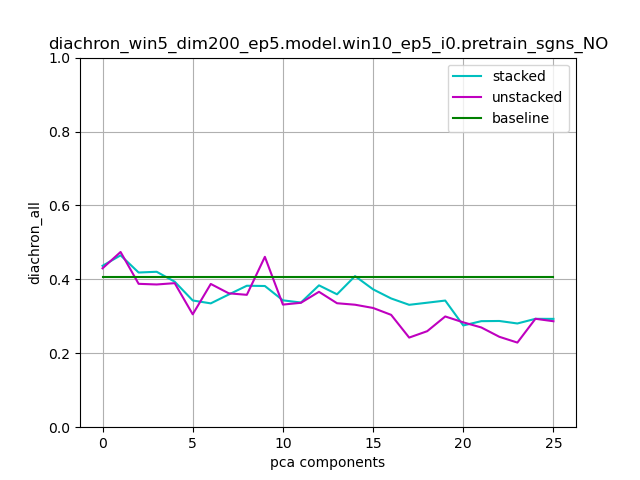 diachron_win5_dim200_ep5.model.win10_ep5_i0.pretrain_sgns_NO
stacked
unstacked
baseline
1.0
0.8
0.6
0.4
0.2
0.0
diachron_all
0 5 10 15 20 25
pca components